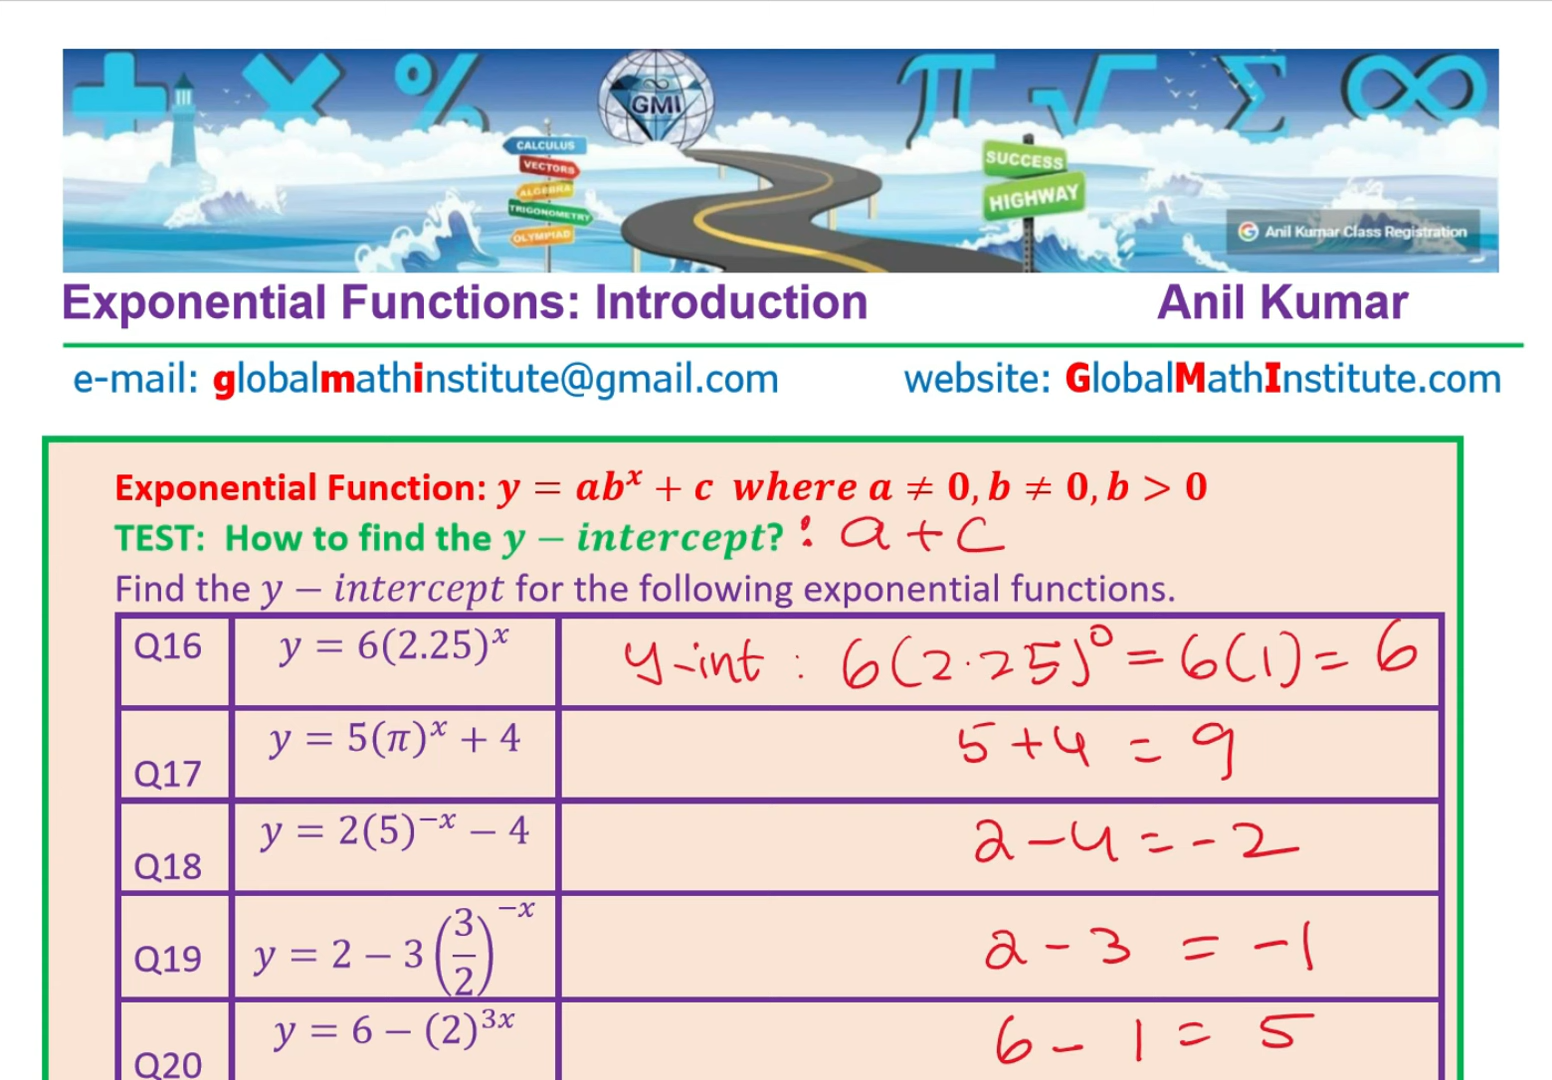 GMI
CALCULUS
VECTORS
ALGEBRA
TRIGONOMETRY
OLYMPIAD
SUCCESS
HIGHWAY
Anil Kumar Class Registration
Exponential Functions: Introduction Anil Kumar
e-mail: globalmathinstitute@gmail.com website: GlobalMathInstitute.com
Exponential Function: y = abˣ + c where a ≠ 0, b ≠ 0, b > 0
TEST: How to find the y – intercept? : a + c
Find the y – intercept for the following exponential functions.
Q16 y = 6(2.25)ˣ y-int : 6(2.25)⁰ = 6(1) = 6
Q17 y = 5(π)ˣ + 4 5 + 4 = 9
Q18 y = 2(5)⁻ˣ – 4 2 - 4 = -2
Q19 y = 2 – 3(3/2)⁻ˣ 2 - 3 = -1
Q20 y = 6 – (2)³ˣ 6 - 1 = 5